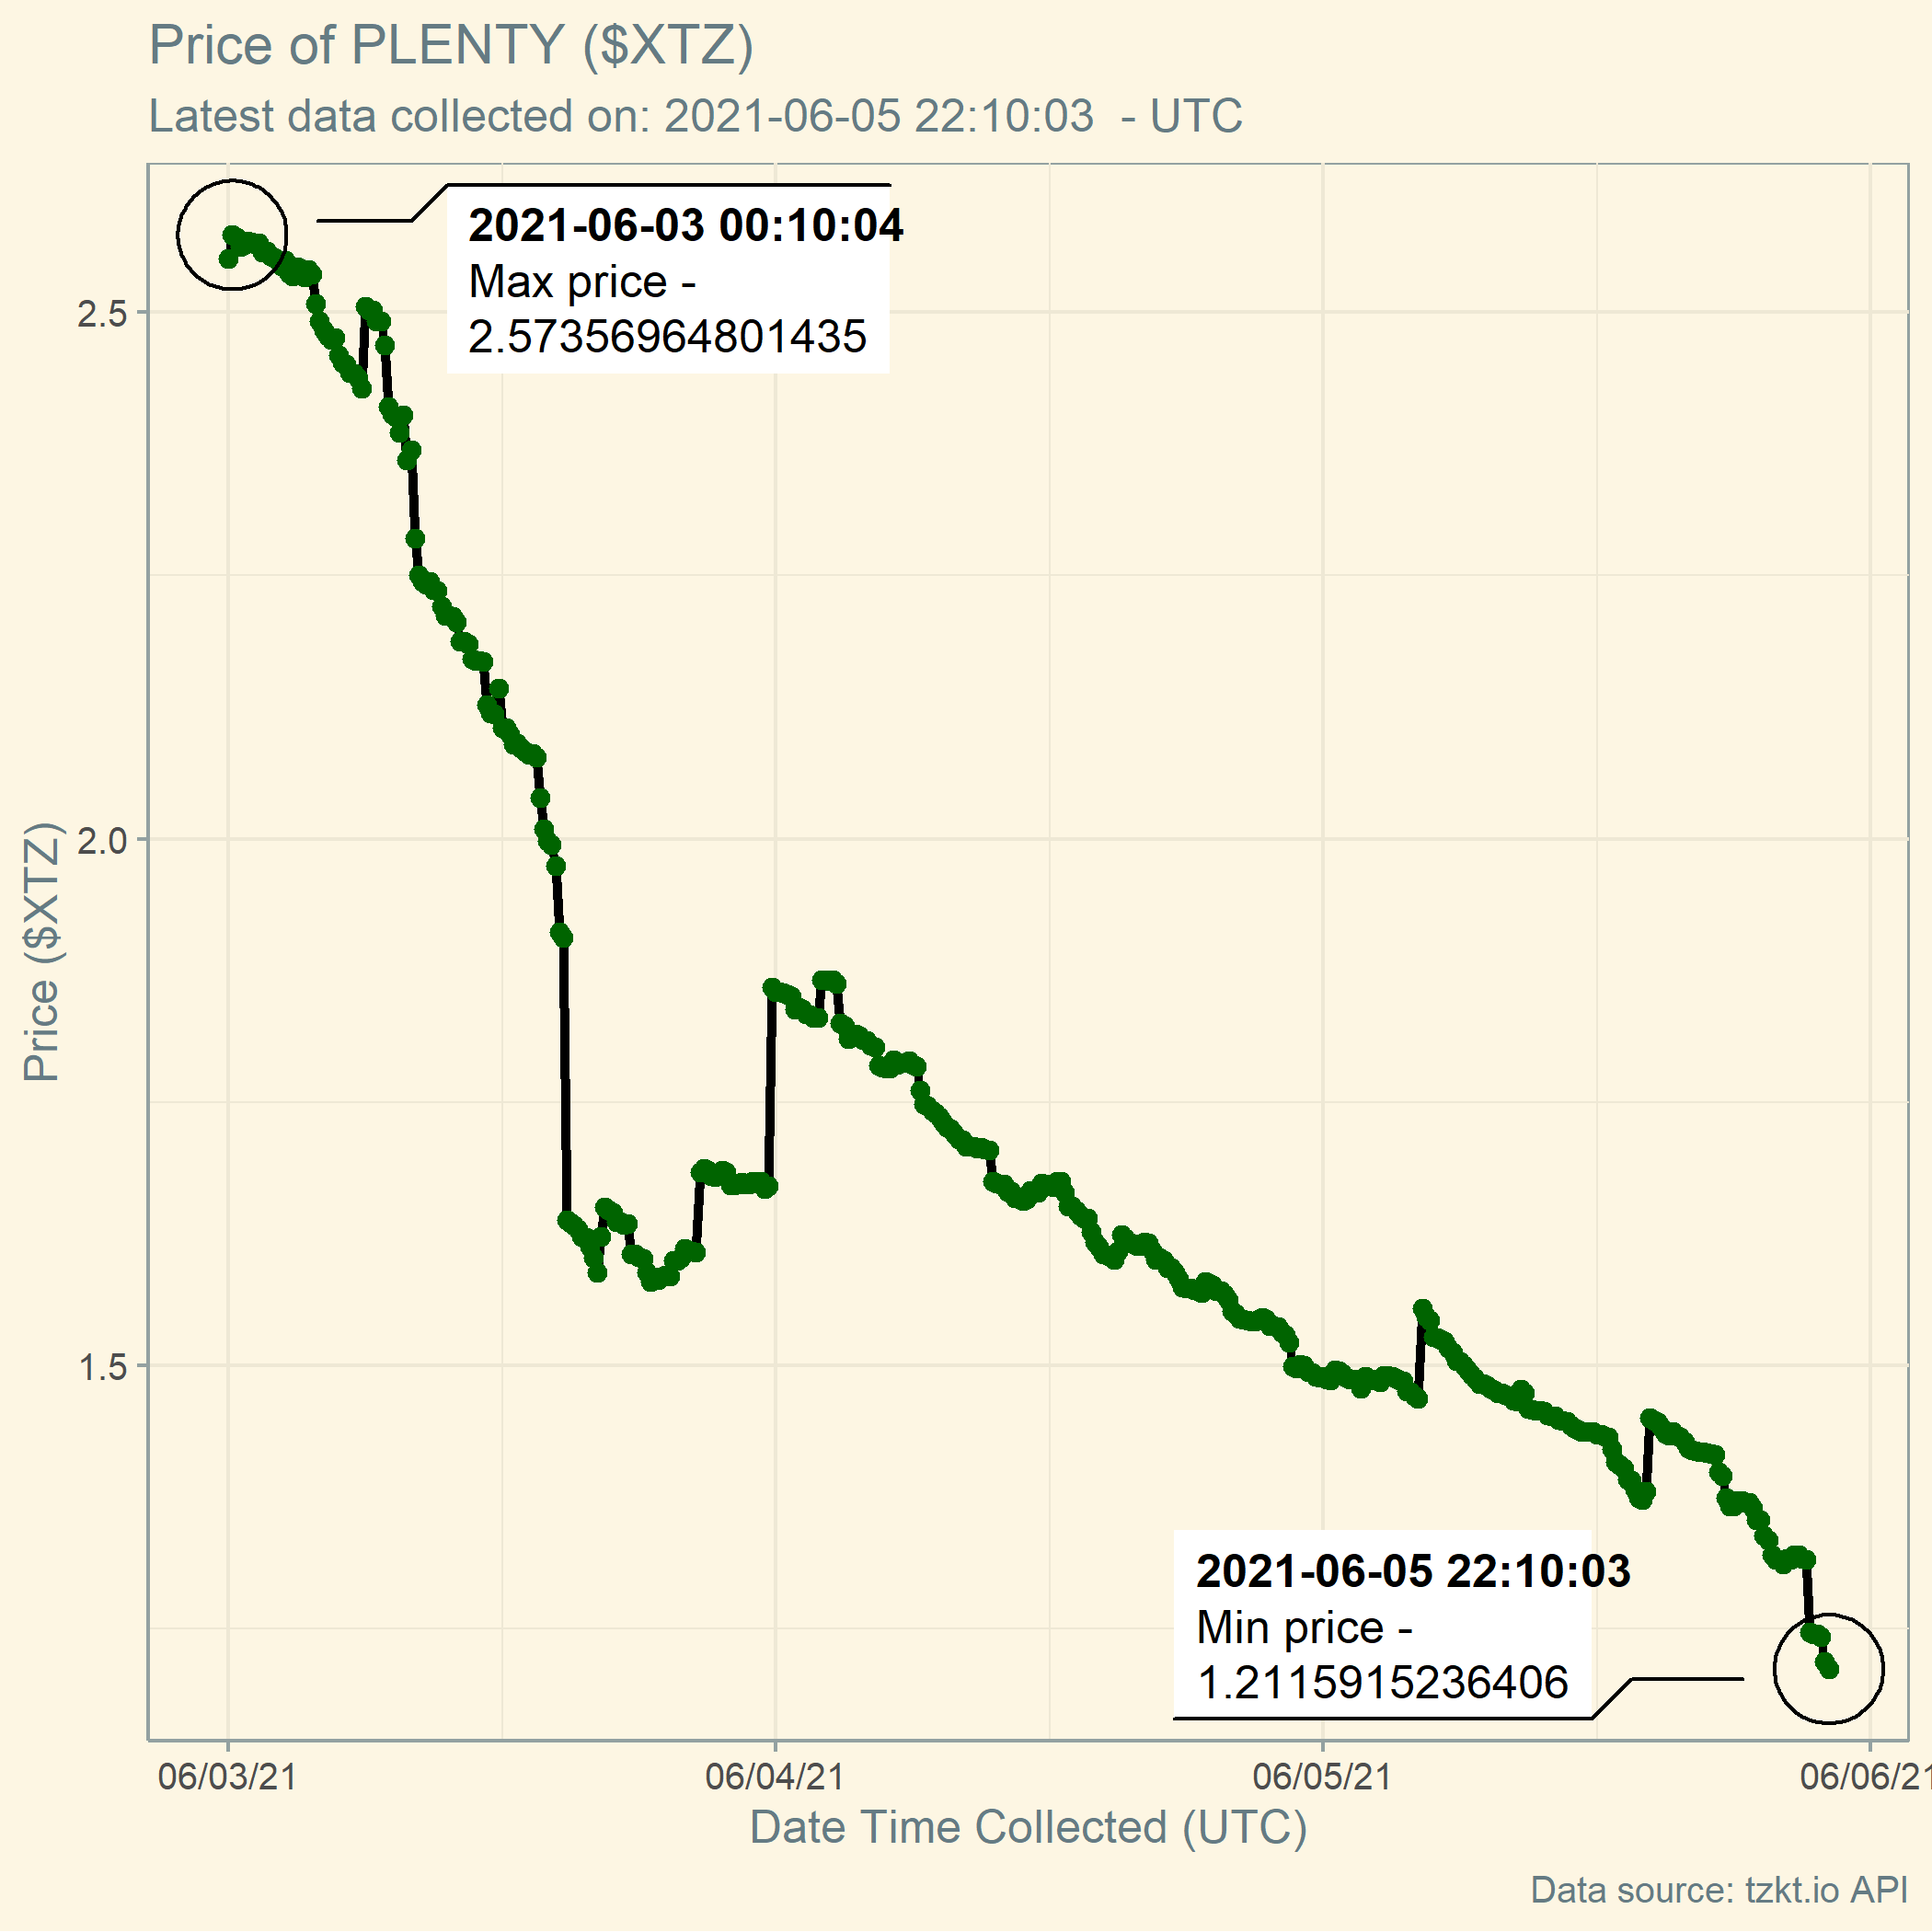 Price of PLENTY ($XTZ)
Latest data collected on: 2021-06-05 22:10:03  - UTC
2021-06-03 00:10:04
Max price -
2.57356964801435
2.5
2.0
1.5
Price ($XTZ)
2021-06-05 22:10:03
Min price -
1.2115915236406
06/03/21
06/04/21
06/05/21
06/06/21
Date Time Collected (UTC)
Data source: tzkt.io API